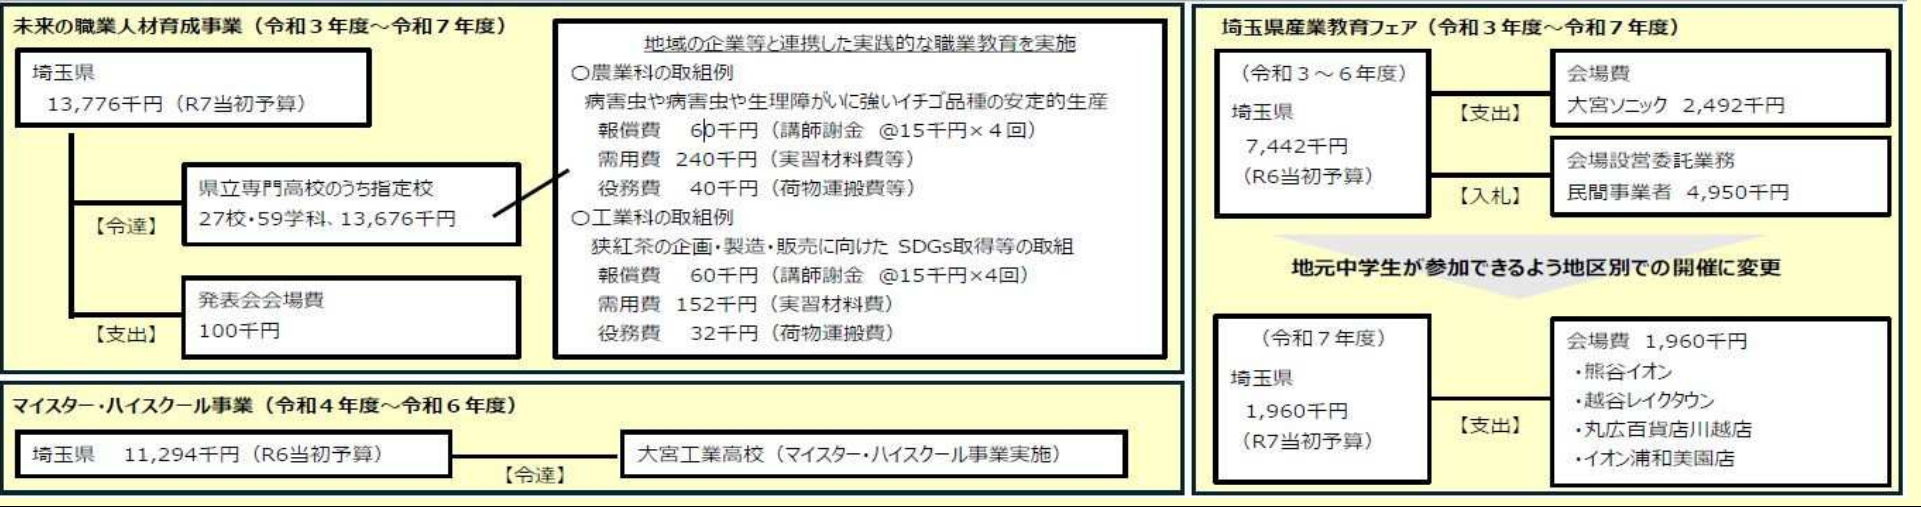 未来の職業人材育成事業（令和３年度～令和７年度）
埼玉県
13,776千円（R7当初予算）
【令達】
県立専門高校のうち指定校
27校・59学科、13,676千円
【支出】
発表会会場費
100千円
地域の企業等と連携した実践的な職業教育を実施
〇農業科の取組例
病害虫や病害虫や生理障がいに強いイチゴ品種の安定的生産
報償費　60千円（講師謝金　@15千円×４回）
需用費　240千円（実習材料費等）
役務費　40千円（荷物運搬費等）
〇工業科の取組例
狭紅茶の企画・製造・販売に向けた SDGs取得等の取組
報償費　60千円（講師謝金　@15千円×4回）
需用費　152千円（実習材料費）
役務費　32千円（荷物運搬費）
マイスター・ハイスクール事業（令和４年度～令和６年度）
埼玉県　11,294千円（R6当初予算）
【令達】
大宮工業高校（マイスター・ハイスクール事業実施）
埼玉県産業教育フェア（令和３年度～令和７年度）
（令和３～６年度）
埼玉県
7,442千円
（R6当初予算）
【支出】
会場費
大宮ソニック　2,492千円
【入札】
会場設営委託業務
民間事業者　4,950千円
地元中学生が参加できるよう地区別での開催に変更
（令和７年度）
埼玉県
1,960千円
（R7当初予算）
【支出】
会場費　1,960千円
・熊谷イオン
・越谷レイクタウン
・丸広百貨店川越店
・イオン浦和美園店